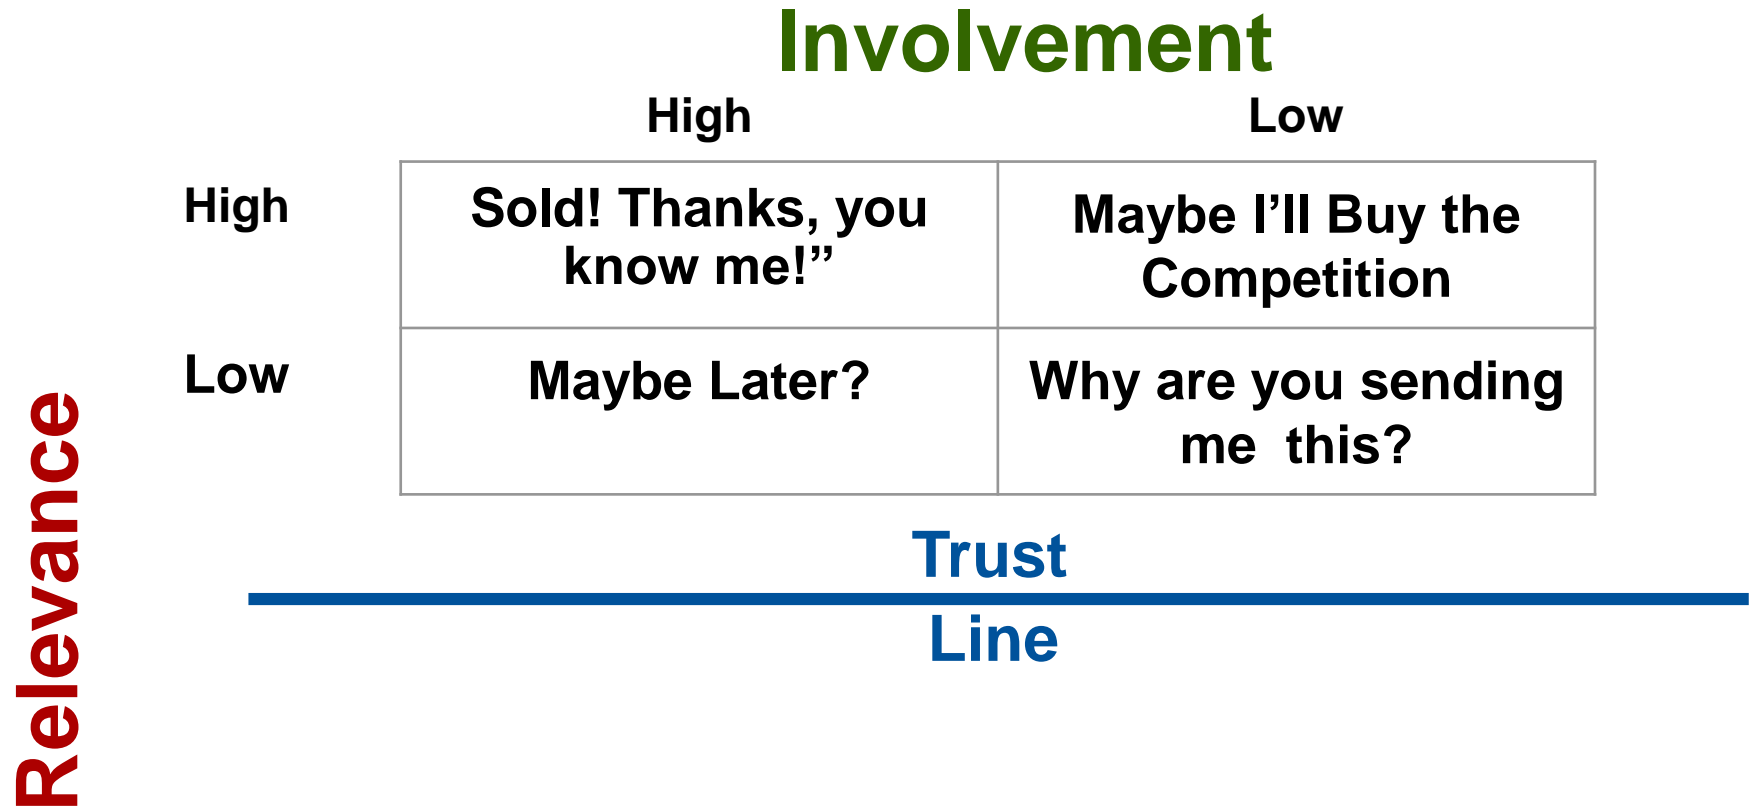 Involvement
High Low
High
Sold! Thanks, you
know me!”
Maybe I’ll Buy the
Competition
Low
Maybe Later?
Why are you sending
me  this?
Relevance
Trust
Line